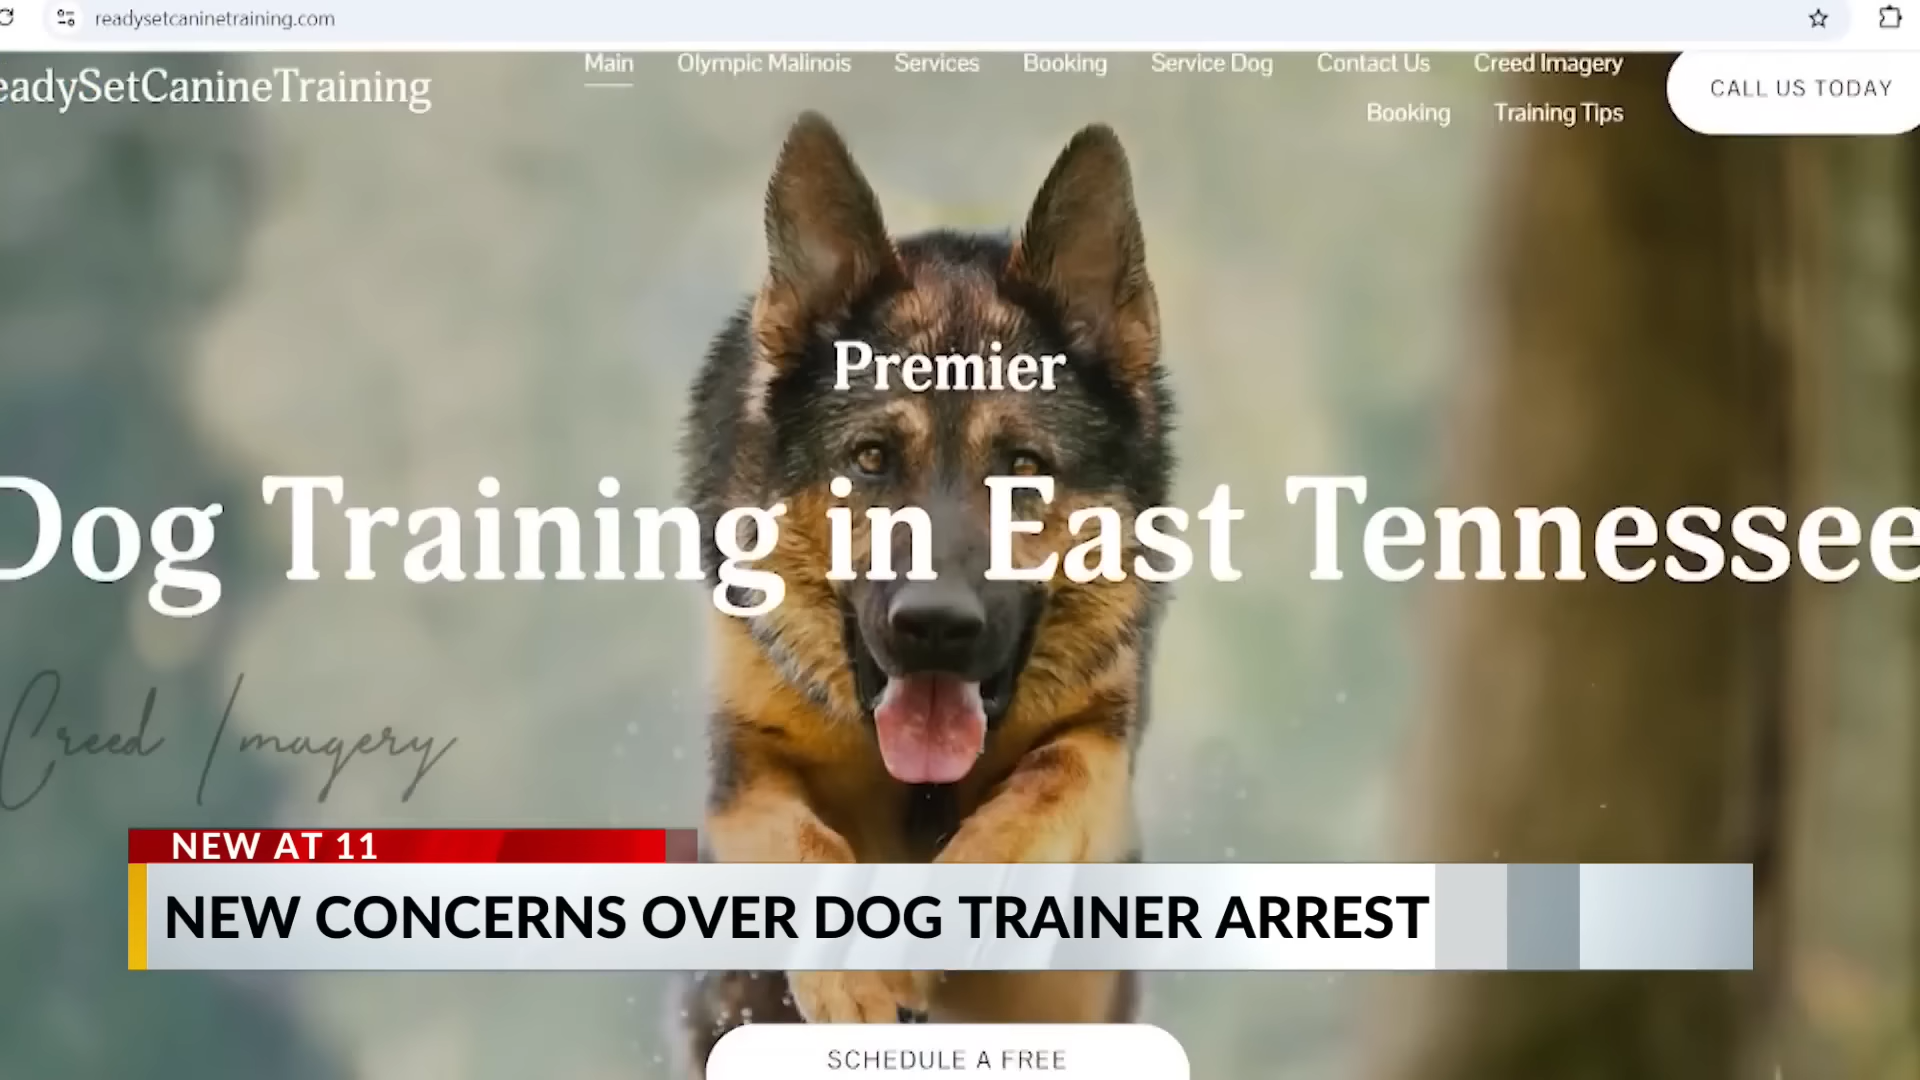 readysetcaninetraining.com
eadySetCanineTraining
Main Olympic Malinois Services Booking Service Dog Contact Us Creed Imagery
Booking Training Tips
CALL US TODAY
Premier
Dog Training in East Tennessee
Creed Imagery
NEW AT 11
NEW CONCERNS OVER DOG TRAINER ARREST
SCHEDULE A FREE